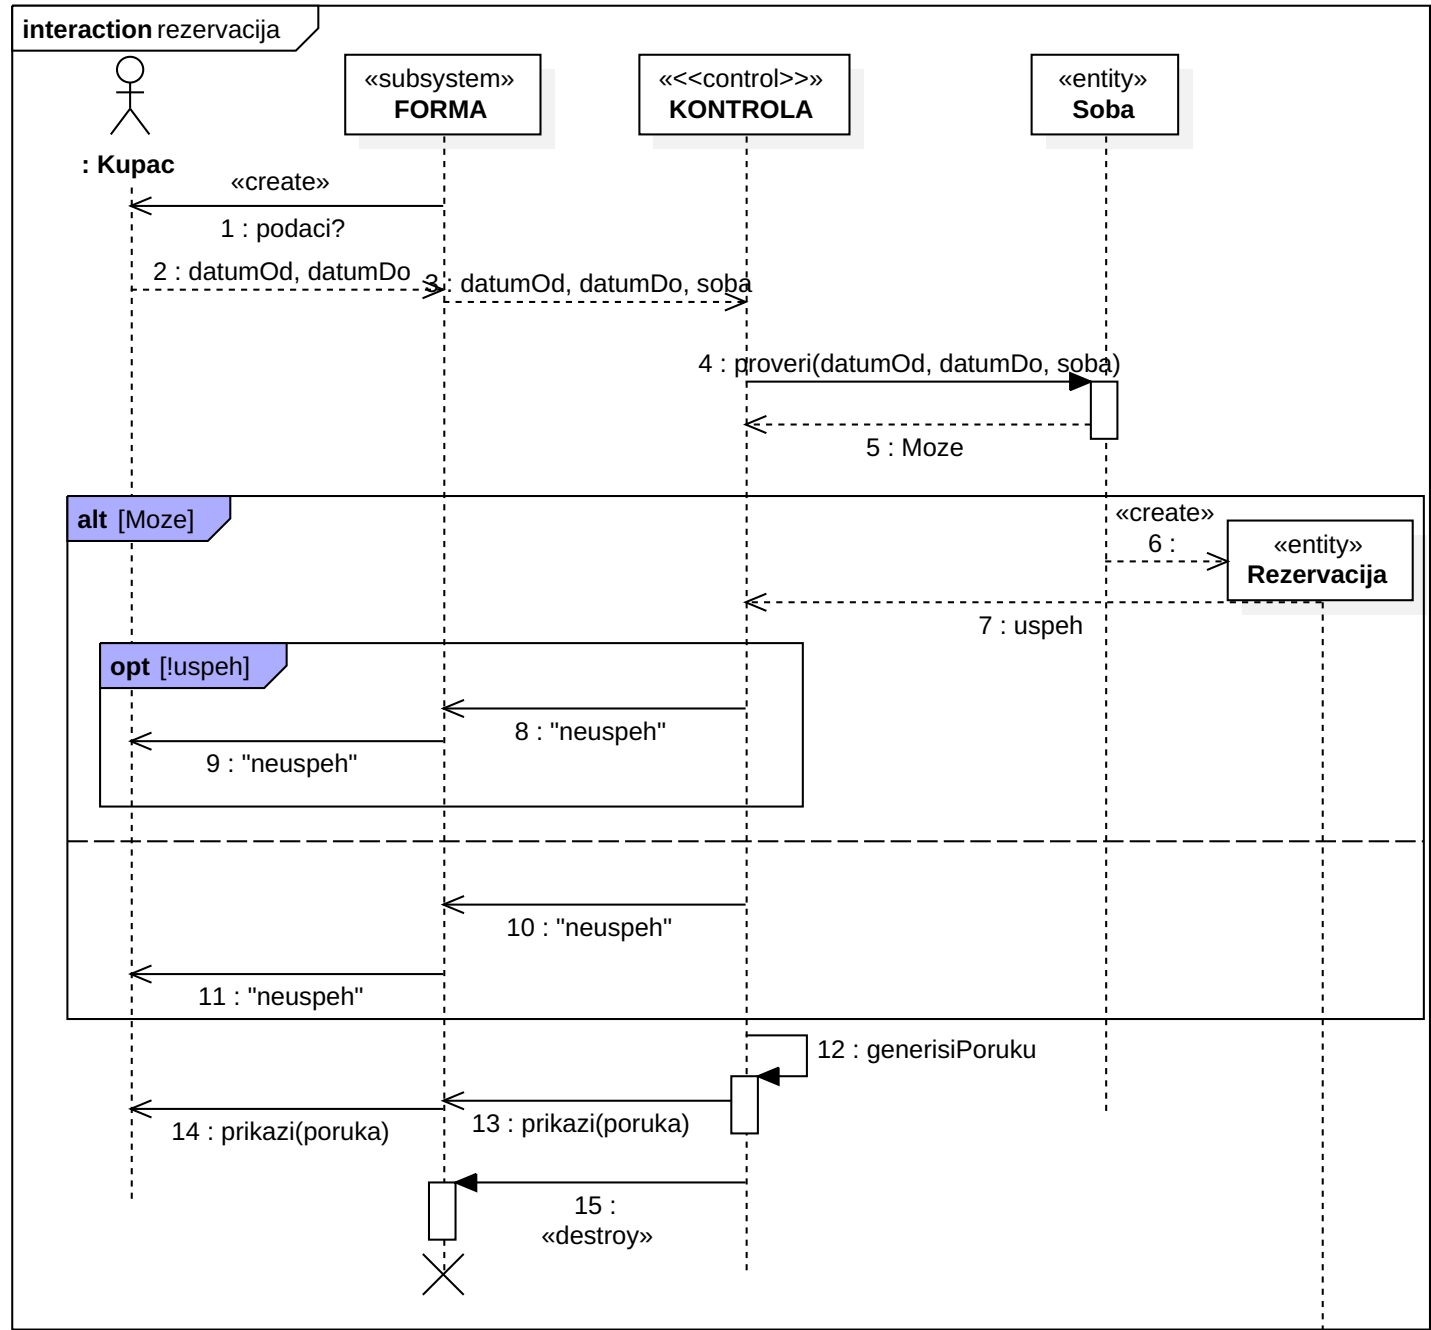 interaction rezervacija
«subsystem»
FORMA
«<<control>>»
KONTROLA
«entity»
Soba
: Kupac
«create»
1 : podaci?
2 : datumOd, datumDo
3 : datumOd, datumDo, soba
4 : proveri(datumOd, datumDo, soba)
5 : Moze
alt [Moze]
«create»
6 :
«entity»
Rezervacija
7 : uspeh
opt [!uspeh]
8 : "neuspeh"
9 : "neuspeh"
10 : "neuspeh"
11 : "neuspeh"
12 : generisiPoruku
13 : prikazi(poruka)
14 : prikazi(poruka)
15 :
«destroy»